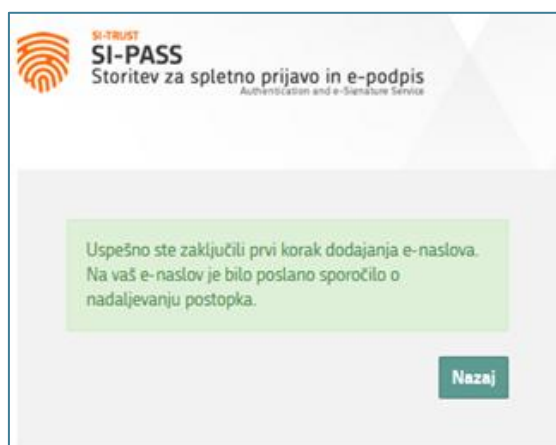 SI-TRUST
SI-PASS
Storitev za spletno prijavo in e-podpis
Authentication and e-Signature Service
Uspešno ste zaključili prvi korak dodajanja e-naslova.
Na vaš e-naslov je bilo poslano sporočilo o
nadaljevanju postopka.
Nazaj